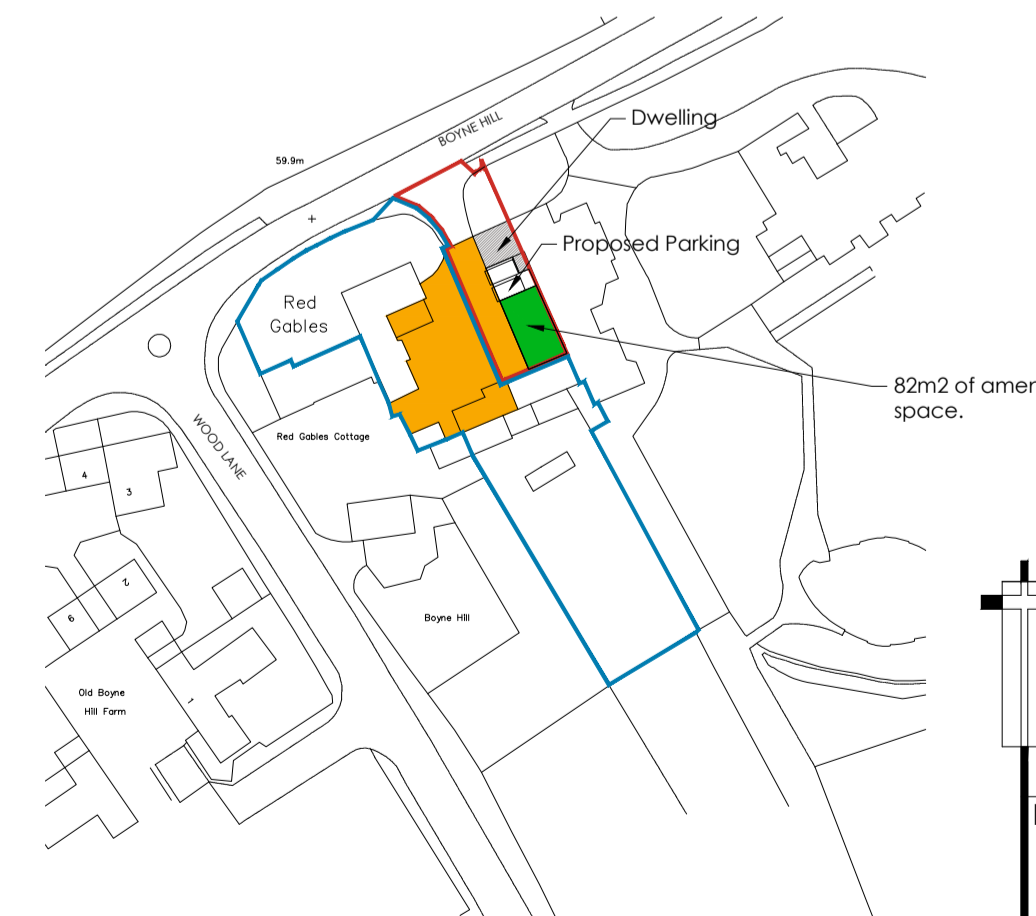 Dwelling
BOYNE HILL
59.9m
Proposed Parking
Red
Gables
82m2 of amen
space.
WOOD LANE
Red Gables Cottage
4
3
2
6
Boyne Hill
1
Old Boyne
Hill Farm